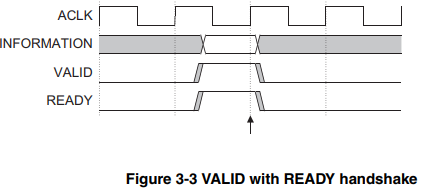 ACLK
INFORMATION
VALID
READY
Figure 3-3 VALID with READY handshake